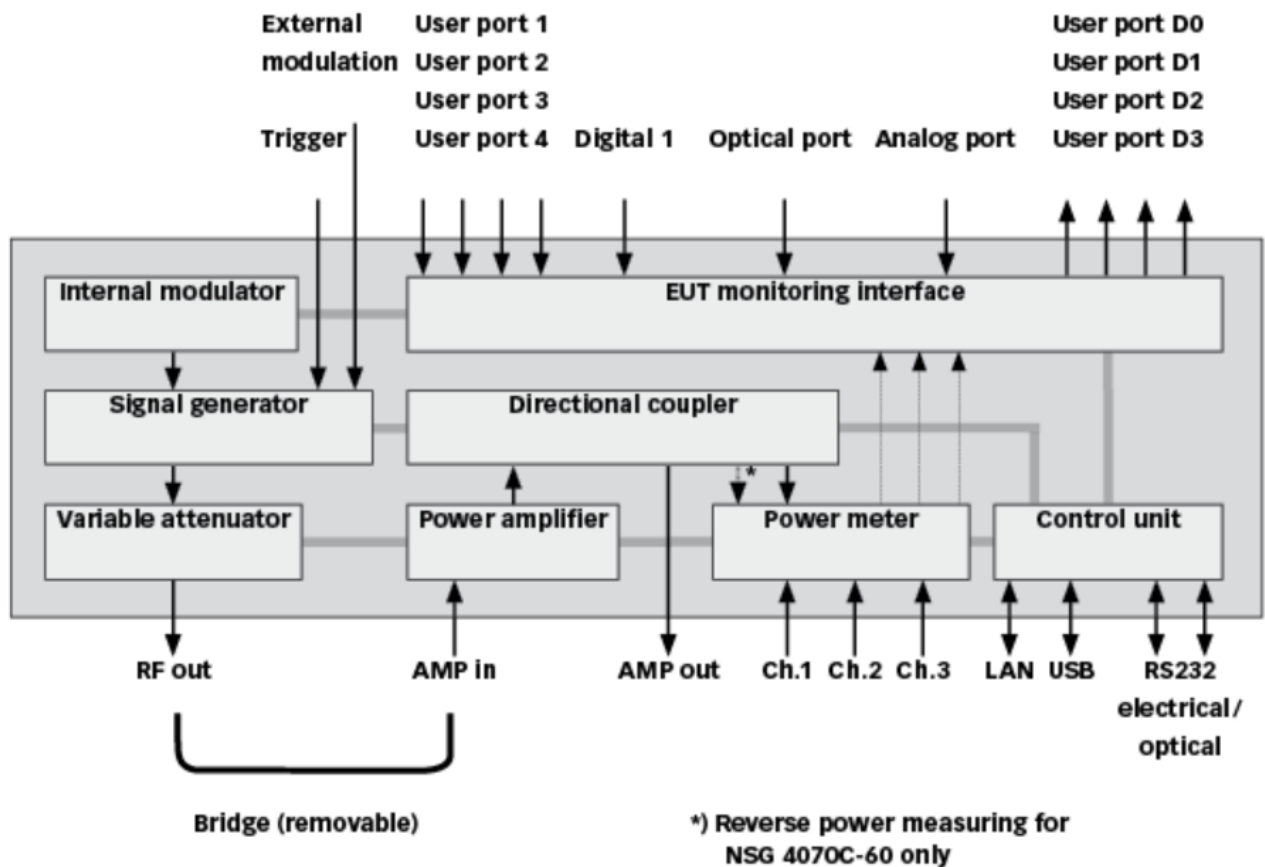 External
modulation
Trigger
User port 1
User port 2
User port 3
User port 4
Digital 1
Optical port
Analog port
User port D0
User port D1
User port D2
User port D3
Internal modulator
EUT monitoring interface
Signal generator
Directional coupler
*
Variable attenuator
Power amplifier
Power meter
Control unit
RF out
AMP in
AMP out
Ch.1
Ch.2
Ch.3
LAN
USB
RS232
electrical/
optical
Bridge (removable)
*) Reverse power measuring for
NSG 4070C-60 only